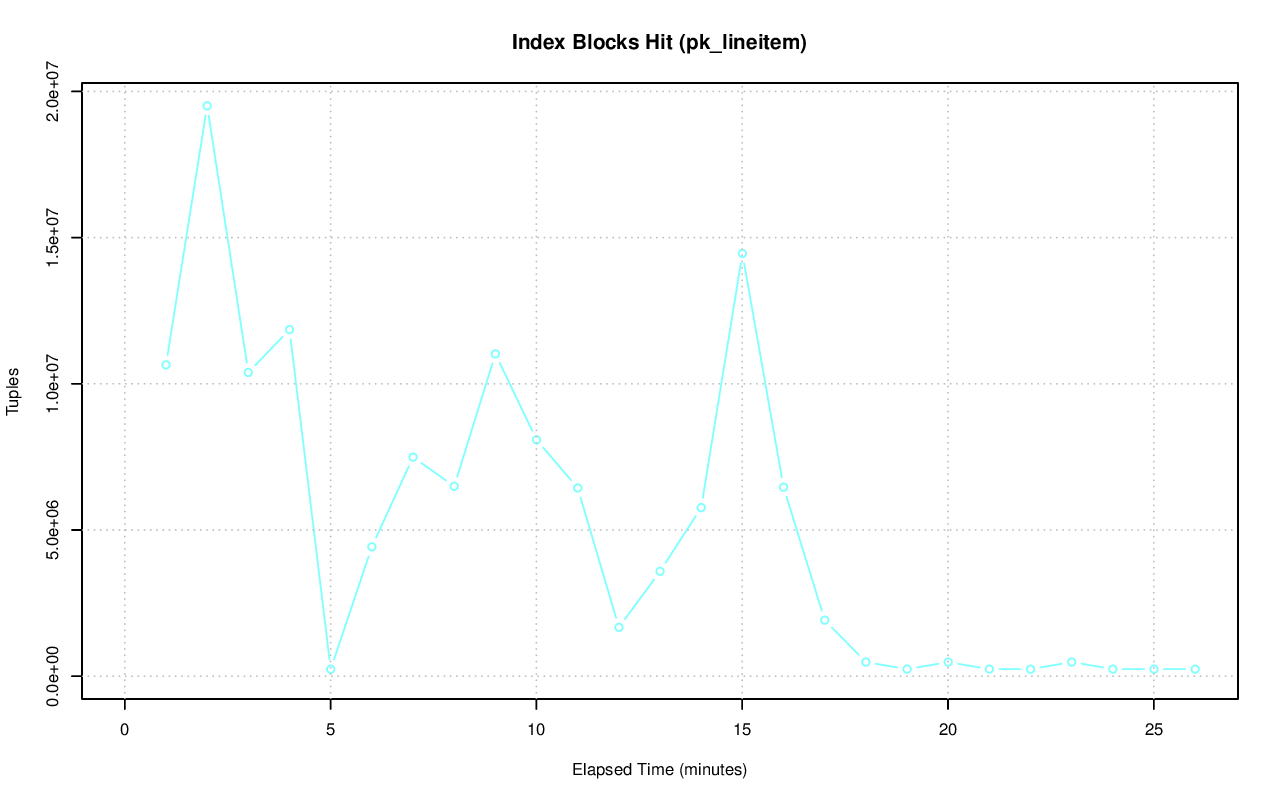 Index Blocks Hit (pk_lineitem)
Tuples
2.0e+07
1.5e+07
1.0e+07
5.0e+06
0.0e+00
0 5 10 15 20 25
Elapsed Time (minutes)